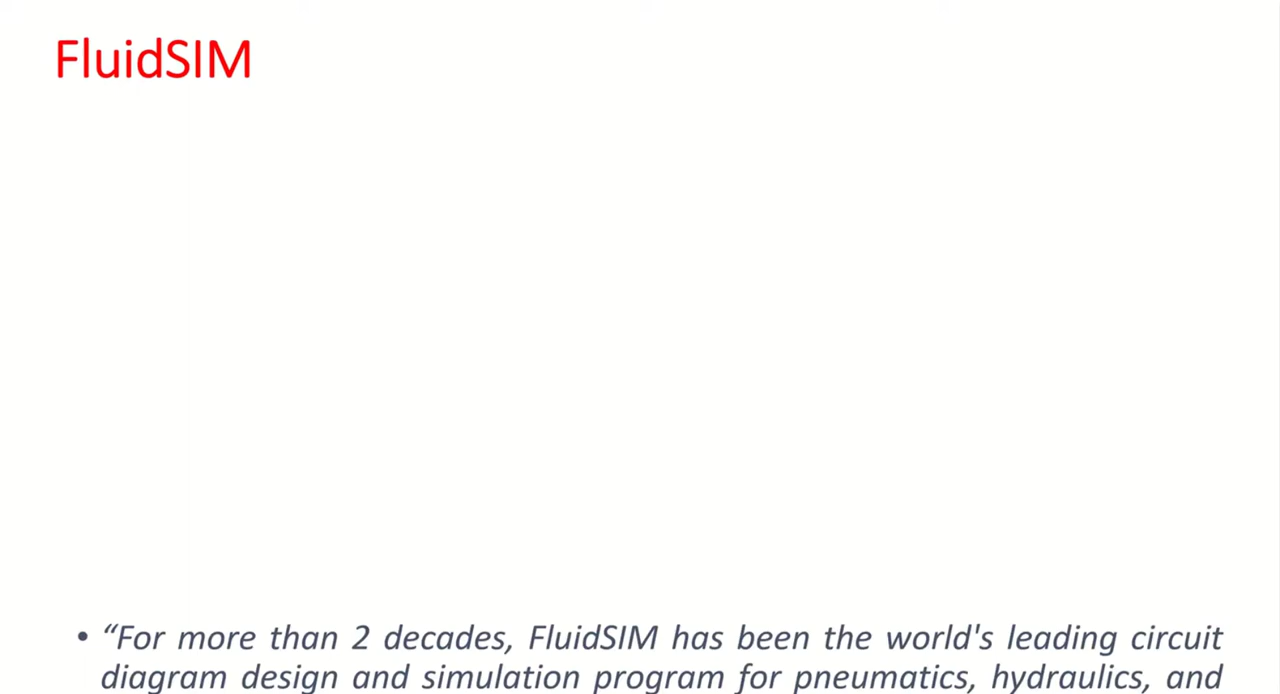 FluidSIM
• “For more than 2 decades, FluidSIM has been the world's leading circuit
diagram design and simulation program for pneumatics, hydraulics, and